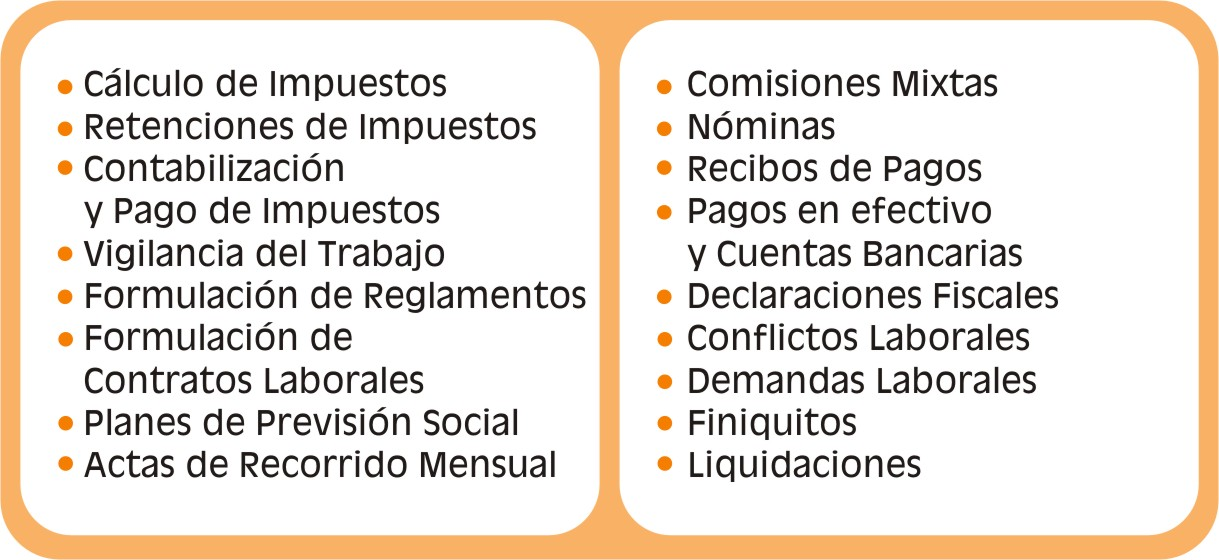 • Cálculo de Impuestos
• Retenciones de Impuestos
• Contabilización
y Pago de Impuestos
• Vigilancia del Trabajo
• Formulación de Reglamentos
• Formulación de
Contratos Laborales
• Planes de Previsión Social
• Actas de Recorrido Mensual
• Comisiones Mixtas
• Nóminas
• Recibos de Pagos
• Pagos en efectivo
y Cuentas Bancarias
• Declaraciones Fiscales
• Conflictos Laborales
• Demandas Laborales
• Finiquitos
• Liquidaciones